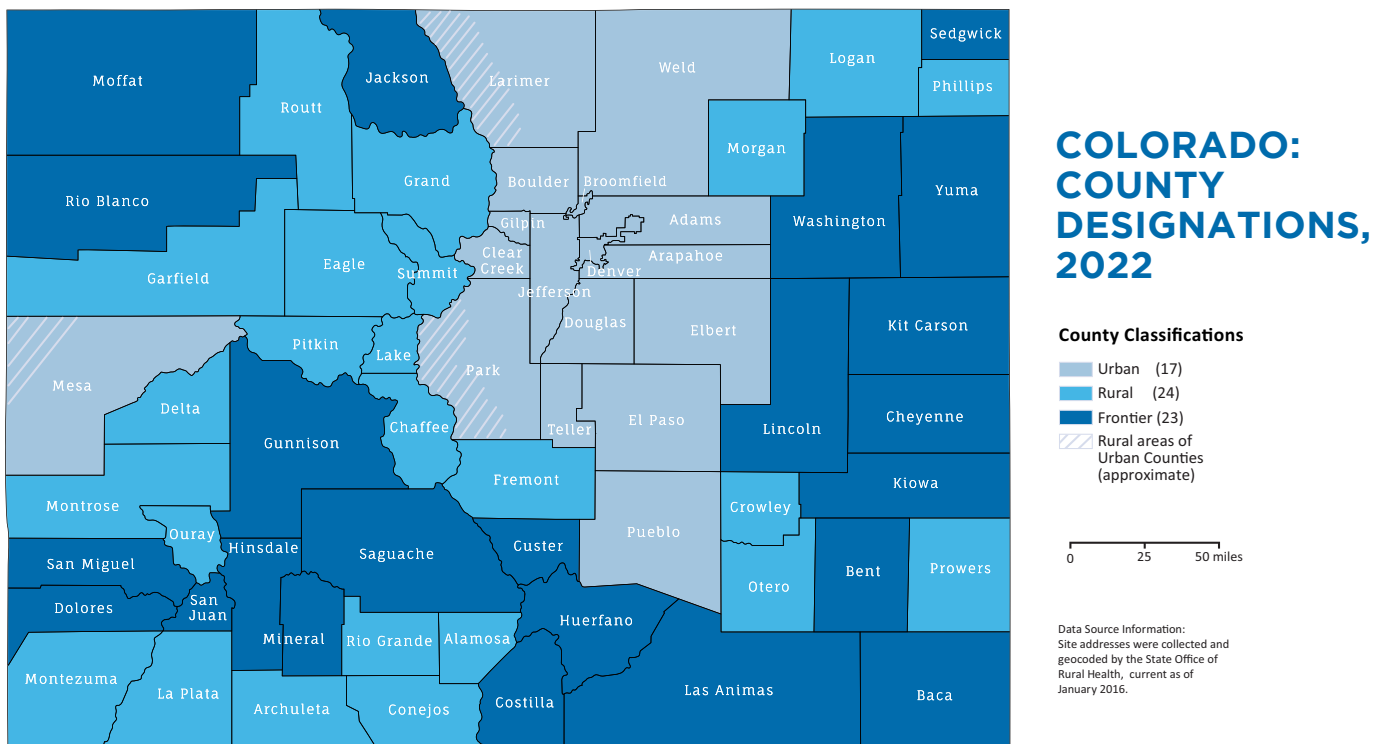 Sedgwick
Moffat
Jackson
Larimer
Weld
Logan
Phillips
Routt
Morgan
Grand
Boulder
Broomfield
Yuma
Rio Blanco
Washington
Gilpin
Adams
Clear
Creek
Arapahoe
Garfield
Eagle
Summit
Denver
Jefferson
Douglas
Elbert
Kit Carson
Pitkin
Lake
Mesa
Park
Delta
Gunnison
Chaffee
Teller
El Paso
Lincoln
Cheyenne
Fremont
Kiowa
Montrose
Crowley
Ouray
Hinsdale
Saguache
Custer
Pueblo
San Miguel
Bent
Prowers
Otero
Dolores
San
Juan
Mineral
Rio Grande
Alamosa
Huerfano
Montezuma
La Plata
Archuleta
Conejos
Costilla
Las Animas
Baca
COLORADO:
COUNTY
DESIGNATIONS,
2022
County Classifications
Urban (17)
Rural (24)
Frontier (23)
Rural areas of
Urban Counties
(approximate)
0 25 50 miles
Data Source Information:
Site addresses were collected and
geocoded by the State Office of
Rural Health, current as of
January 2016.